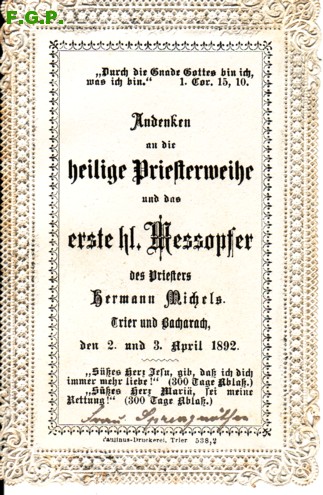 F.G.P.
„Durch die Gnade Gottes bin ich,
was ich bin.“ 1. Cor. 15, 10.
Andenken
an die
heilige Priesterweihe
und das
erste hl. Messopfer
des Priesters
Hermann Michels.
Trier und Bacharach,
den 2. und 3. April 1892.
„Süßes Herz Jesu, gib, daß ich dich
immer mehr liebe!“ (300 Tage Ablaß.)
„Süßes Herz Mariä, sei meine
Rettung!“ (300 Tage Ablaß.)
Paulinus-Druckerei, Trier 538,2